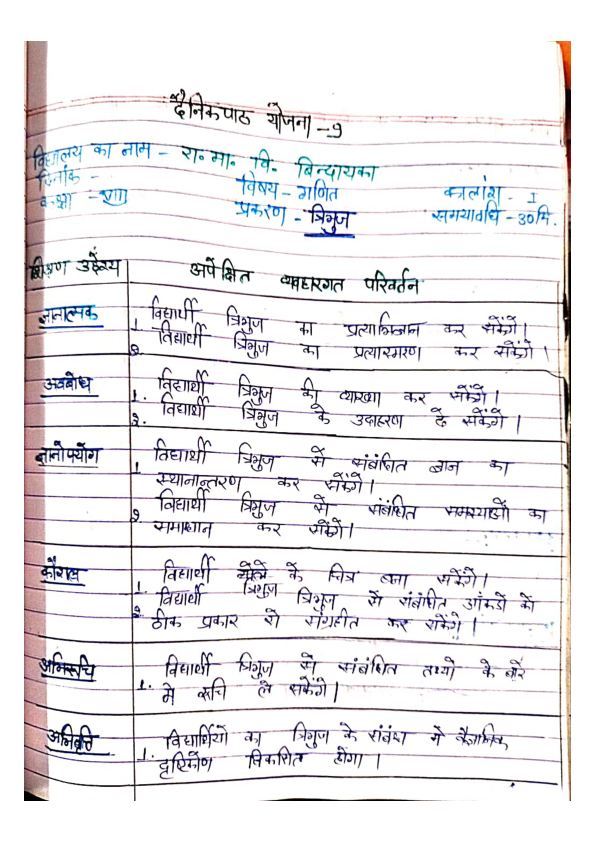 दैनिक पाठ योजना - 9
विद्यालय का नाम - रा. मा. वि. बिन्दायका
दिनांक -
विषय - गणित
कालांश - I
कक्षा - VIII
प्रकरण - त्रिभुज
समयावधि - 30 मि.
शिक्षण उद्देश्य
अपेक्षित व्यवहारगत परिवर्तन
ज्ञानात्मक
1. विद्यार्थी त्रिभुज का प्रत्याभिज्ञान कर सकेंगे।
2. विद्यार्थी त्रिभुज का प्रत्यास्मरण कर सकेंगे।
अवबोध
1. विद्यार्थी त्रिभुज की व्याख्या कर सकेंगे।
2. विद्यार्थी त्रिभुज के उदाहरण दे सकेंगे।
ज्ञानोपयोग
1. विद्यार्थी त्रिभुज से संबंधित ज्ञान का
स्थानान्तरण कर सकेंगे।
2. विद्यार्थी त्रिभुज से संबंधित समस्याओं का
समाधान कर सकेंगे।
कौशल
1. विद्यार्थी त्रिभुज के चित्र बना सकेंगे।
2. विद्यार्थी त्रिभुज से संबंधित आँकडों को
ठीक प्रकार से संग्रहीत कर सकेंगे।
अभिरूचि
1. विद्यार्थी त्रिभुज से संबंधित तथ्यो के बारे
मे रूचि ले सकेंगे।
अभिवृत्ति
1. विद्यार्थियों का त्रिभुज के संबंध मे वैज्ञानिक
दृष्टिकोण विकसित होगा।